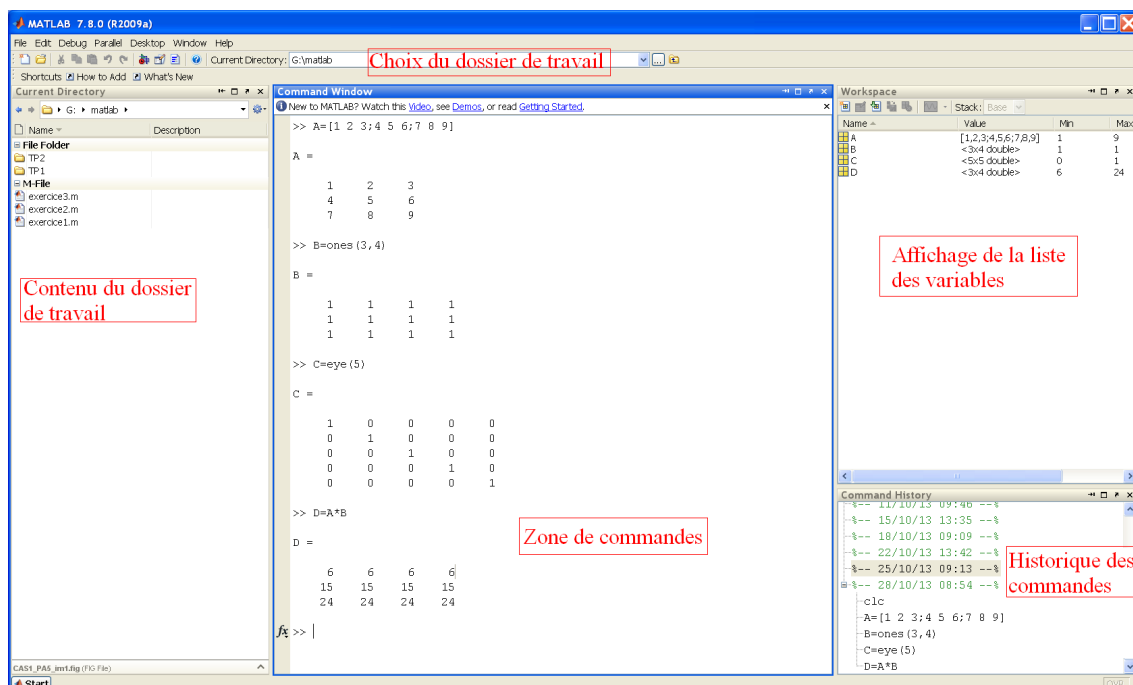 MATLAB 7.8.0 (R2009a)
File Edit Debug Parallel Desktop Window Help
Current Directory: G:\matlab
Choix du dossier de travail
Shortcuts How to Add What's New
Current Directory
G: matlab
Name Description
File Folder
TP2
TP1
M-File
exercice3.m
exercice2.m
exercice1.m
Contenu du dossier
de travail
CAS1_PA5_im1.fig (FIG File)
Start
Command Window
New to MATLAB? Watch this Video, see Demos, or read Getting Started.
>> A=[1 2 3;4 5 6;7 8 9]
A =
1 2 3
4 5 6
7 8 9
>> B=ones(3,4)
B =
1 1 1 1
1 1 1 1
1 1 1 1
>> C=eye(5)
C =
1 0 0 0 0
0 1 0 0 0
0 0 1 0 0
0 0 0 1 0
0 0 0 0 1
>> D=A*B
D =
6 6 6 6
15 15 15 15
24 24 24 24
fx >>
Zone de commandes
Workspace
Stack: Base
Name Value Min Max
A [1,2,3;4,5,6;7,8,9] 1 9
B <3x4 double> 1 1
C <5x5 double> 0 1
D <3x4 double> 6 24
Affichage de la liste
des variables
Command History
%-- 11/10/13 09:46 --%
%-- 15/10/13 13:35 --%
%-- 18/10/13 09:09 --%
%-- 22/10/13 13:42 --%
%-- 25/10/13 09:13 --%
%-- 28/10/13 08:54 --%
clc
A=[1 2 3;4 5 6;7 8 9]
B=ones(3,4)
C=eye(5)
D=A*B
Historique des
commandes
OVR